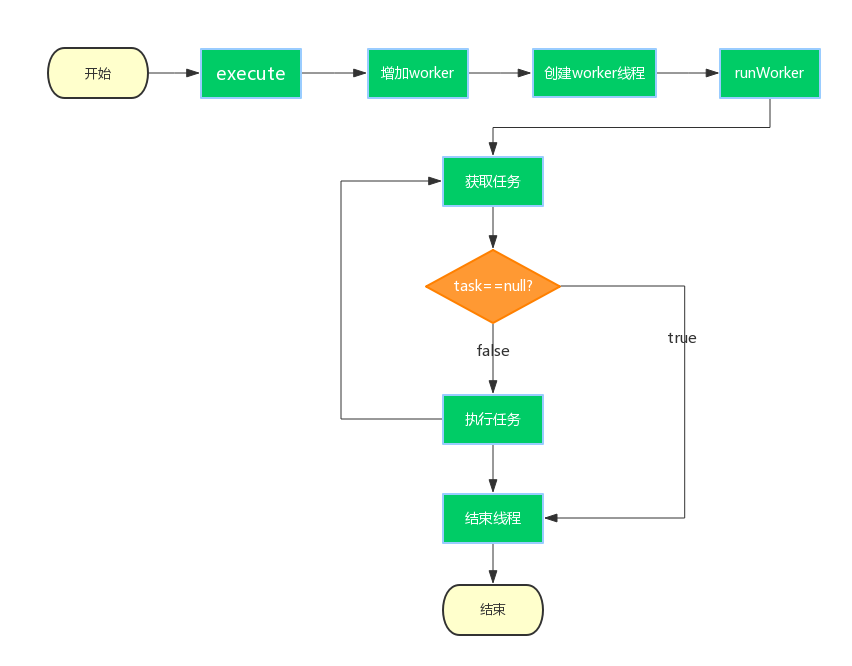 开始
execute
增加worker
创建worker线程
runWorker
获取任务
task==null?
false
true
执行任务
结束线程
结束